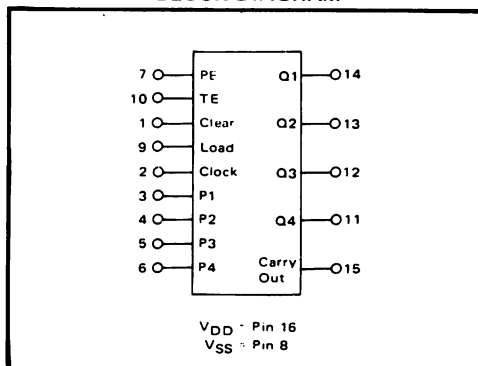 7 PE Q1 14
10 TE
1 Clear Q2 13
9 Load
2 Clock Q3 12
3 P1
4 P2 Q4 11
5 P3
6 P4 Carry Out 15
VDD - Pin 16
VSS = Pin 8